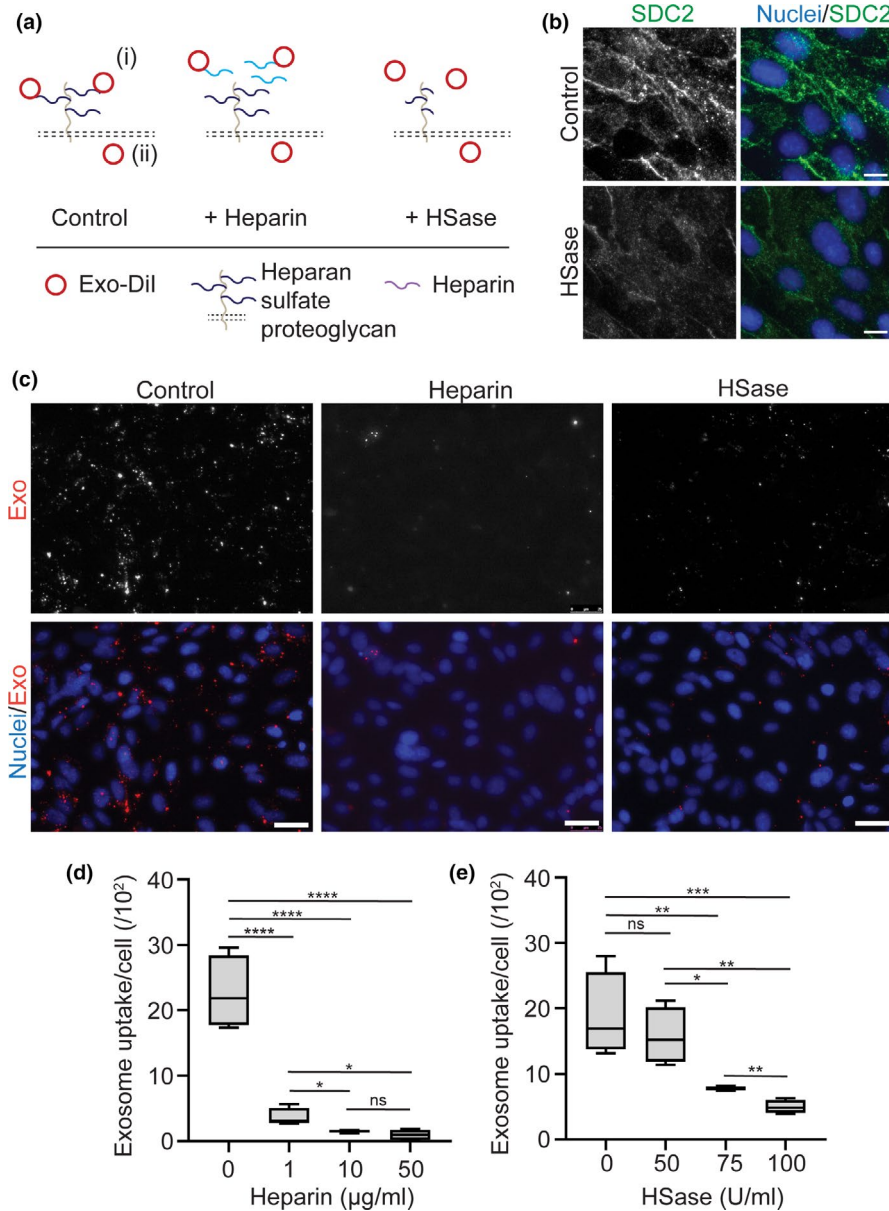 (a)
(i)
(ii)
Control
+ Heparin
+ HSase
Exo-DiI
Heparan
sulfate
proteoglycan
Heparin
(b)
SDC2
Nuclei/SDC2
Control
HSase
(c)
Control
Heparin
HSase
Exo
Nuclei/Exo
(d)
Exosome uptake/cell (/10²)
40
30
20
10
0
****
****
****
*
*
ns
0 1 10 50
Heparin (µg/ml)
(e)
Exosome uptake/cell (/10²)
40
30
20
10
0
***
**
ns
**
*
**
0 50 75 100
HSase (U/ml)